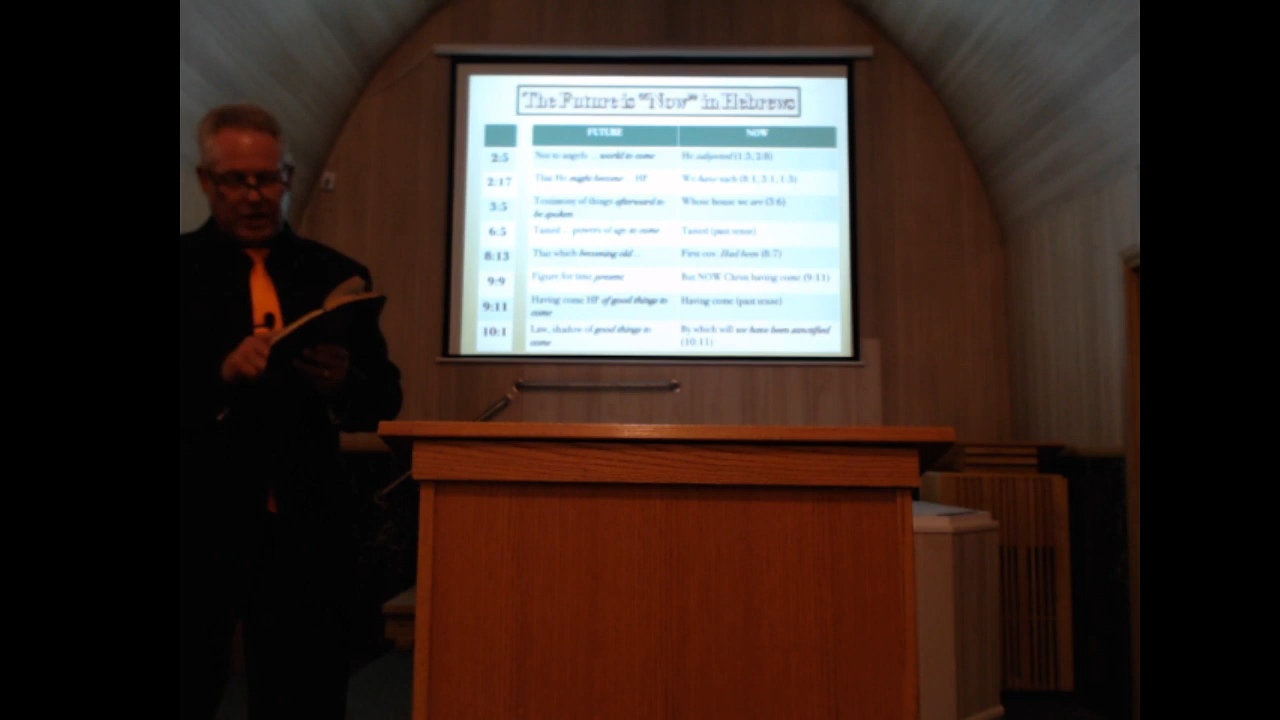 The Future is "Now" in Hebrews
FUTURE NOW
2:5 Not to angels ... world to come He subjected (1:3, 2:8)
2:17 That He might become ... HP We have such (8:1, 3:1, 1:3)
3:5 Testimony of things afterward to Whose house we are (3:6)
be spoken
6:5 Tasted ... powers of age to come Tasted (past tense)
8:13 That which becoming old ... First cov. Had been (8:7)
9:9 Figure for time present But NOW Christ having come (9:11)
9:11 Having come HP of good things to Having come (past tense)
come
10:1 Law, shadow of good things to By which will we have been sanctified
come (10:11)